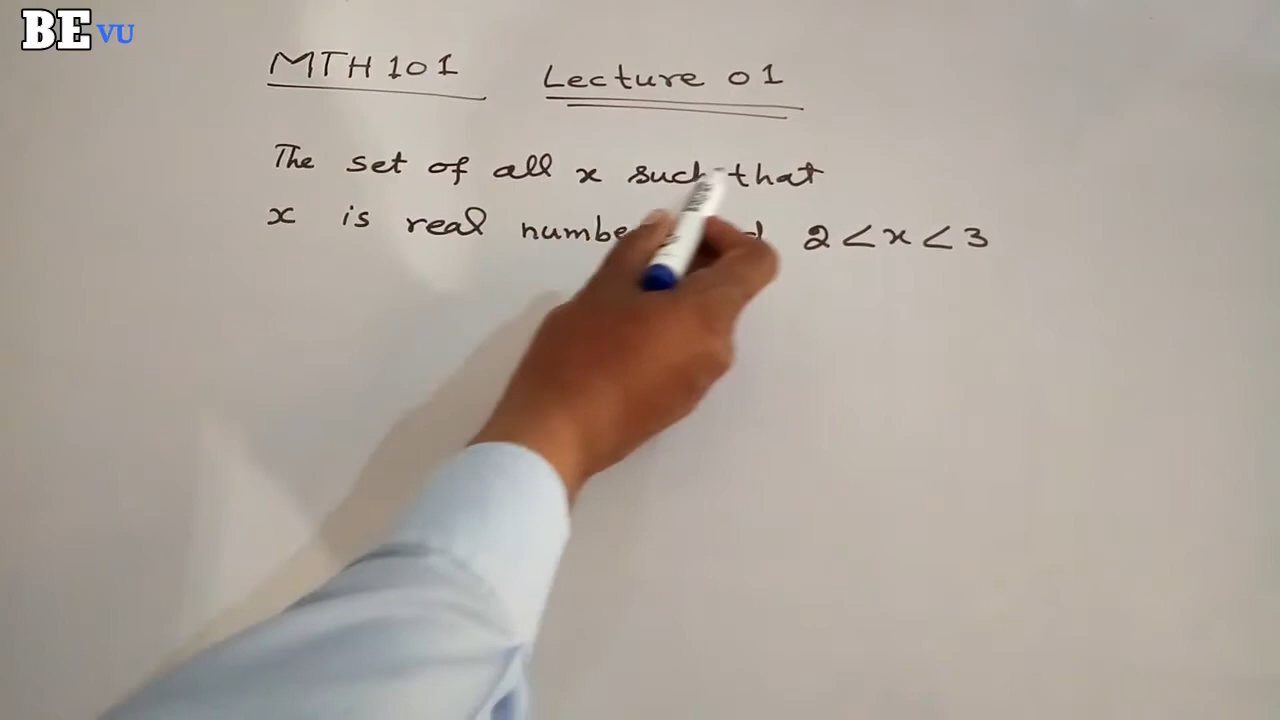 BE VU
MTH 101 Lecture 01
The set of all x such that
x is real number 2 < x < 3